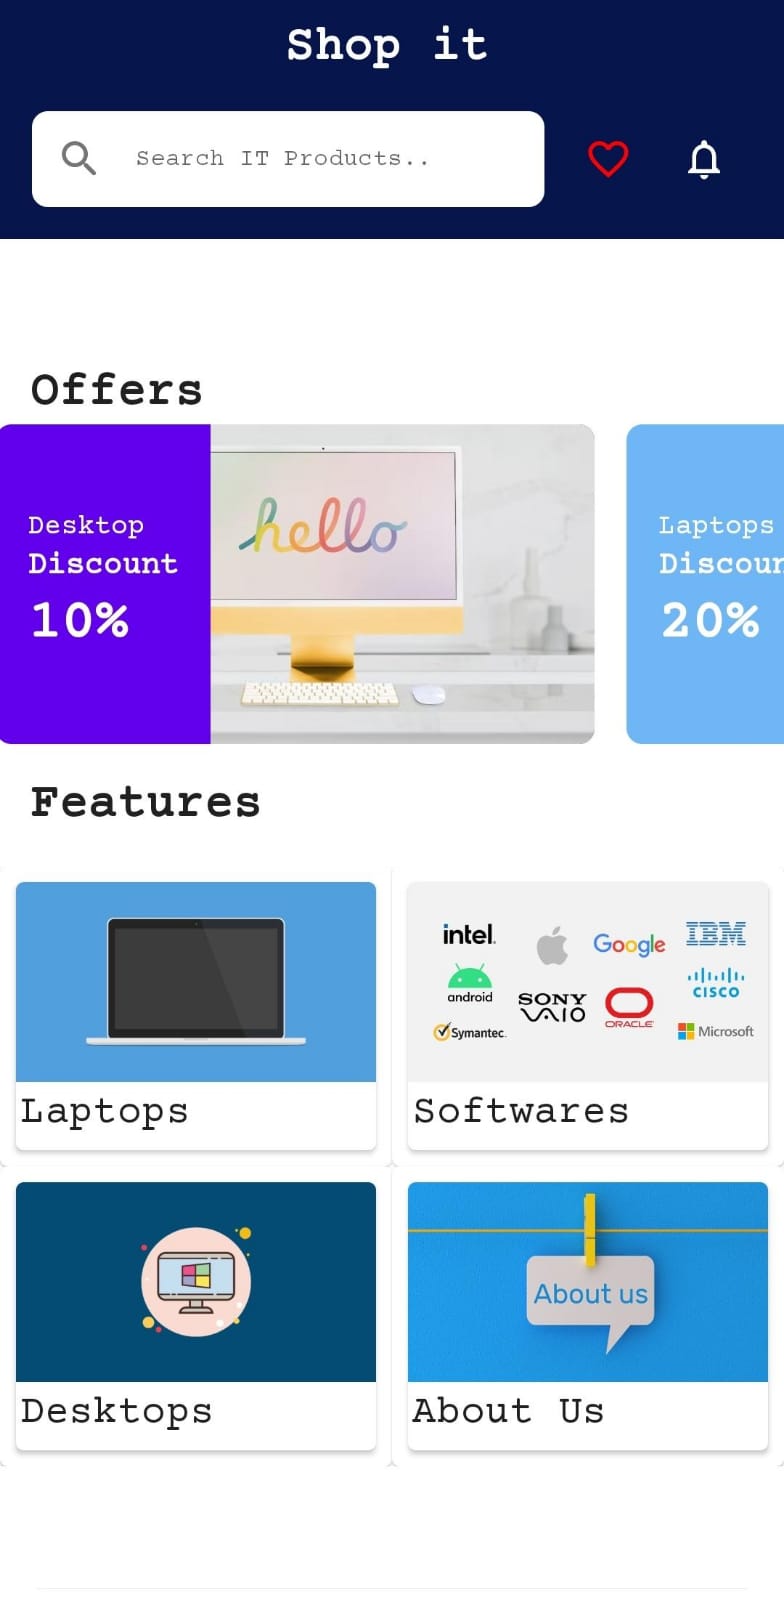 Shop it
Search IT Products..
Offers
Desktop
Discount
10%
hello
Laptops
Discoun
20%
Features
intel.
Google
IBM
android
SONY
VAIO
ORACLE
CISCO
Symantec.
Microsoft
Laptops
Softwares
About us
Desktops
About Us